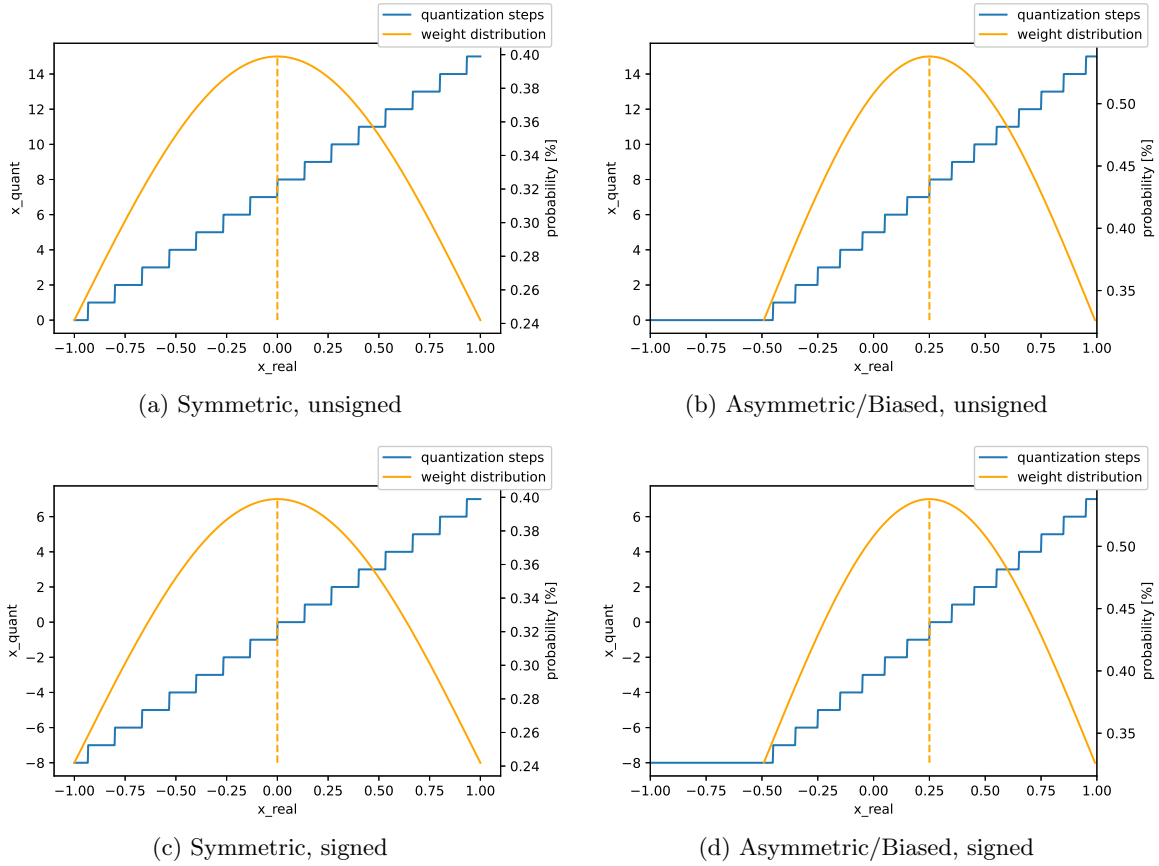 quantization steps
weight distribution
14
12
10
8
6
4
2
0
x_quant
0.40
0.38
0.36
0.34
0.32
0.30
0.28
0.26
0.24
probability [%]
−1.00 −0.75 −0.50 −0.25 0.00 0.25 0.50 0.75 1.00
x_real
(a) Symmetric, unsigned
quantization steps
weight distribution
14
12
10
8
6
4
2
0
x_quant
0.50
0.45
0.40
0.35
probability [%]
−1.00 −0.75 −0.50 −0.25 0.00 0.25 0.50 0.75 1.00
x_real
(b) Asymmetric/Biased, unsigned
quantization steps
weight distribution
6
4
2
0
−2
−4
−6
−8
x_quant
0.40
0.38
0.36
0.34
0.32
0.30
0.28
0.26
0.24
probability [%]
−1.00 −0.75 −0.50 −0.25 0.00 0.25 0.50 0.75 1.00
x_real
(c) Symmetric, signed
quantization steps
weight distribution
6
4
2
0
−2
−4
−6
−8
x_quant
0.50
0.45
0.40
0.35
probability [%]
−1.00 −0.75 −0.50 −0.25 0.00 0.25 0.50 0.75 1.00
x_real
(d) Asymmetric/Biased, signed